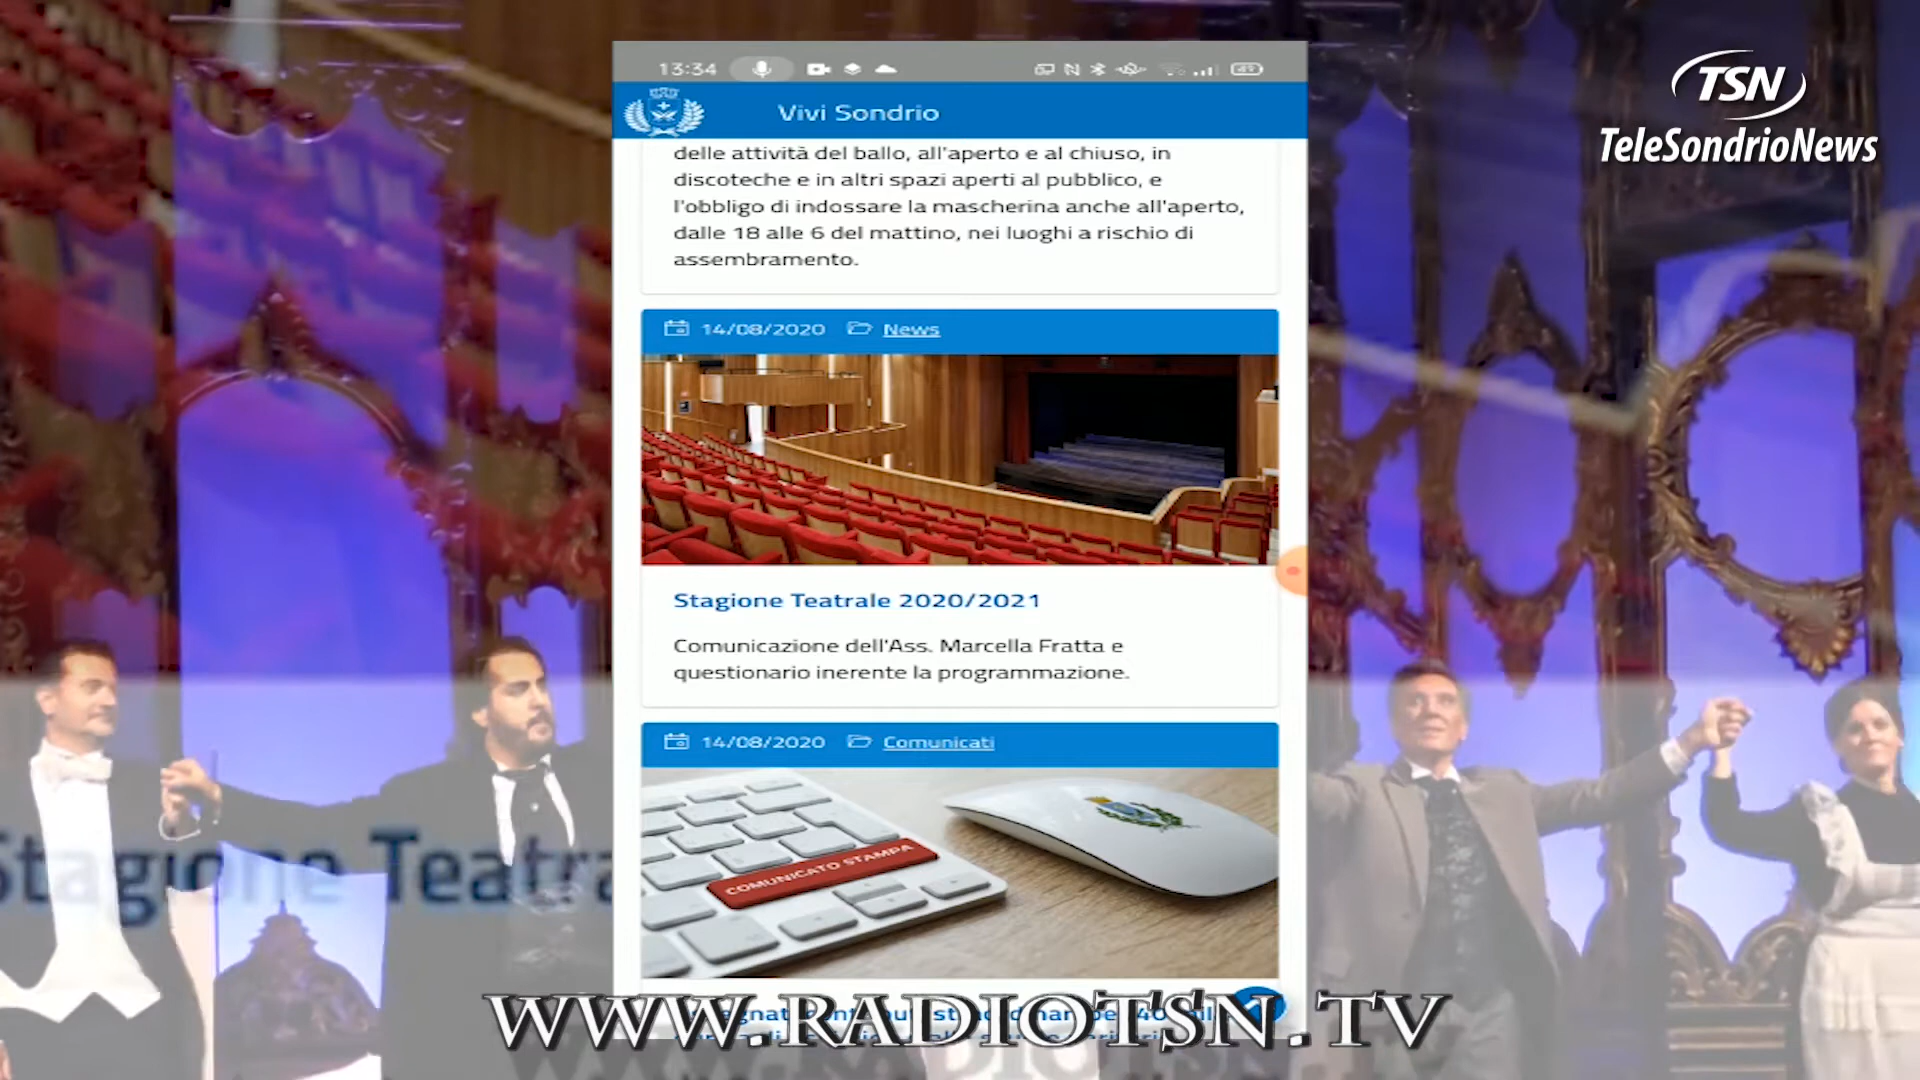 13:34
TSN
TeleSondrioNews
Vivi Sondrio
delle attività del ballo, all'aperto e al chiuso, in
discoteche e in altri spazi aperti al pubblico, e
l'obbligo di indossare la mascherina anche all'aperto,
dalle 18 alle 6 del mattino, nei luoghi a rischio di
assembramento.
14/08/2020 News
Stagione Teatrale 2020/2021
Comunicazione dell'Ass. Marcella Fratta e
questionario inerente la programmazione.
14/08/2020 Comunicati
Stagione
COMUNICATO STAMPA
WWW.RADIOTSN.TV